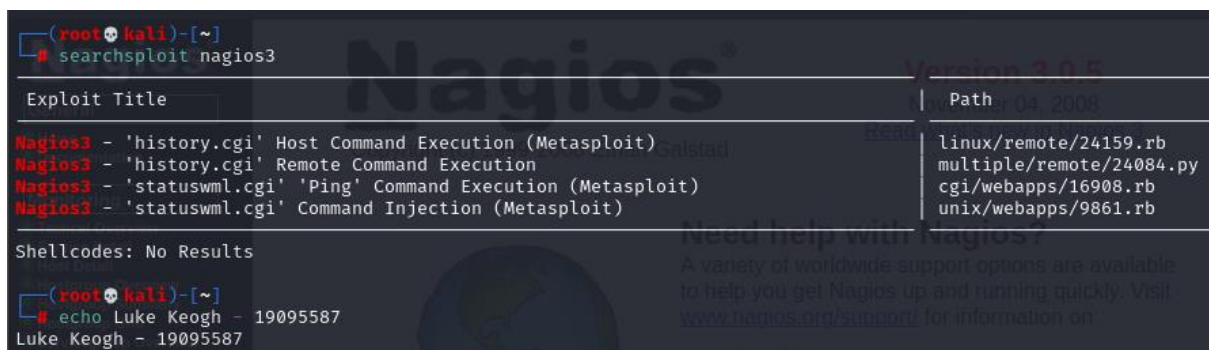 (root💀kali)-[~]
# searchsploit nagios3
Nagios®
Version 3.0.5
November 04, 2008
Exploit Title | Path
Nagios3 - 'history.cgi' Host Command Execution (Metasploit) | linux/remote/24159.rb
Nagios3 - 'history.cgi' Remote Command Execution | multiple/remote/24084.py
Nagios3 - 'statuswml.cgi' 'Ping' Command Execution (Metasploit) | cgi/webapps/16908.rb
Nagios3 - 'statuswml.cgi' Command Injection (Metasploit) | unix/webapps/9861.rb
Shellcodes: No Results
Need help with Nagios?
A variety of worldwide support options are available
to help you get Nagios up and running quickly. Visit
www.nagios.org/support/ for information on:
(root💀kali)-[~]
# echo Luke Keogh - 19095587
Luke Keogh - 19095587